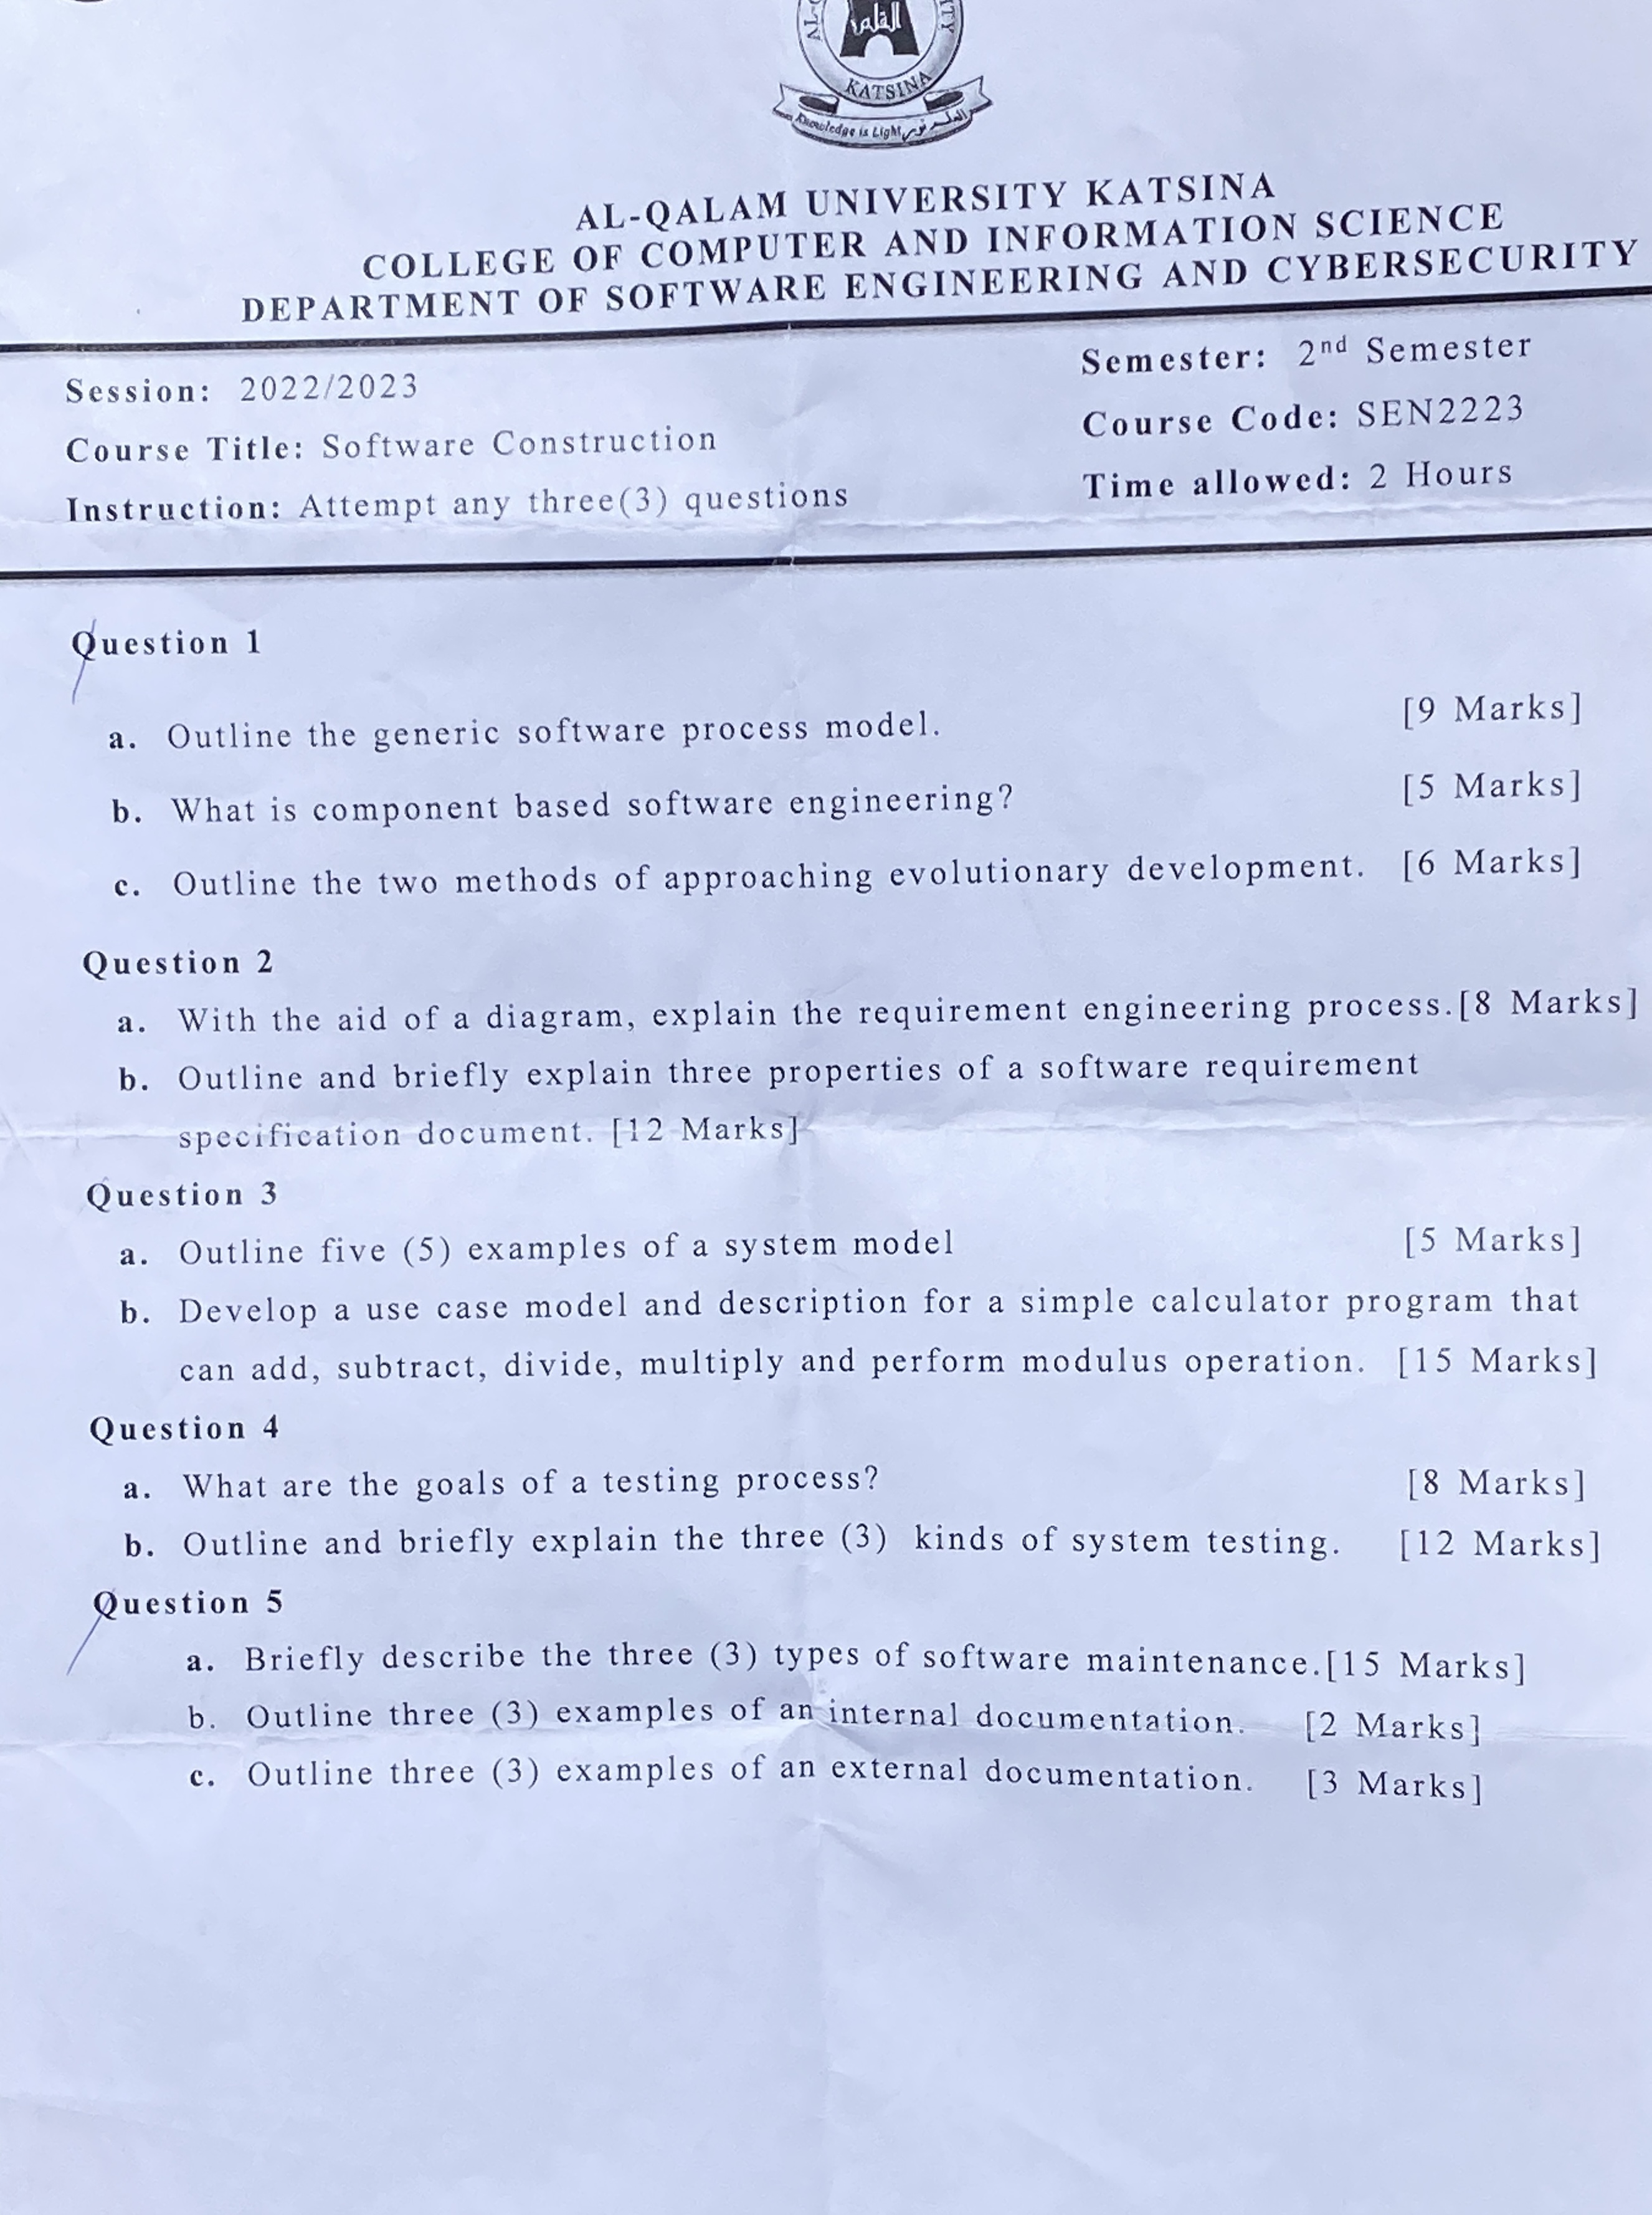 القلم
KATSINA
Knowledge is Light العلم نور
AL-QALAM UNIVERSITY KATSINA
COLLEGE OF COMPUTER AND INFORMATION SCIENCE
DEPARTMENT OF SOFTWARE ENGINEERING AND CYBERSECURITY
Session: 2022/2023 Semester: 2nd Semester
Course Title: Software Construction Course Code: SEN2223
Instruction: Attempt any three(3) questions Time allowed: 2 Hours
Question 1
a. Outline the generic software process model. [9 Marks]
b. What is component based software engineering? [5 Marks]
c. Outline the two methods of approaching evolutionary development. [6 Marks]
Question 2
a. With the aid of a diagram, explain the requirement engineering process.[8 Marks]
b. Outline and briefly explain three properties of a software requirement
specification document. [12 Marks]
Question 3
a. Outline five (5) examples of a system model [5 Marks]
b. Develop a use case model and description for a simple calculator program that
can add, subtract, divide, multiply and perform modulus operation. [15 Marks]
Question 4
a. What are the goals of a testing process? [8 Marks]
b. Outline and briefly explain the three (3) kinds of system testing. [12 Marks]
Question 5
a. Briefly describe the three (3) types of software maintenance.[15 Marks]
b. Outline three (3) examples of an internal documentation. [2 Marks]
c. Outline three (3) examples of an external documentation. [3 Marks]